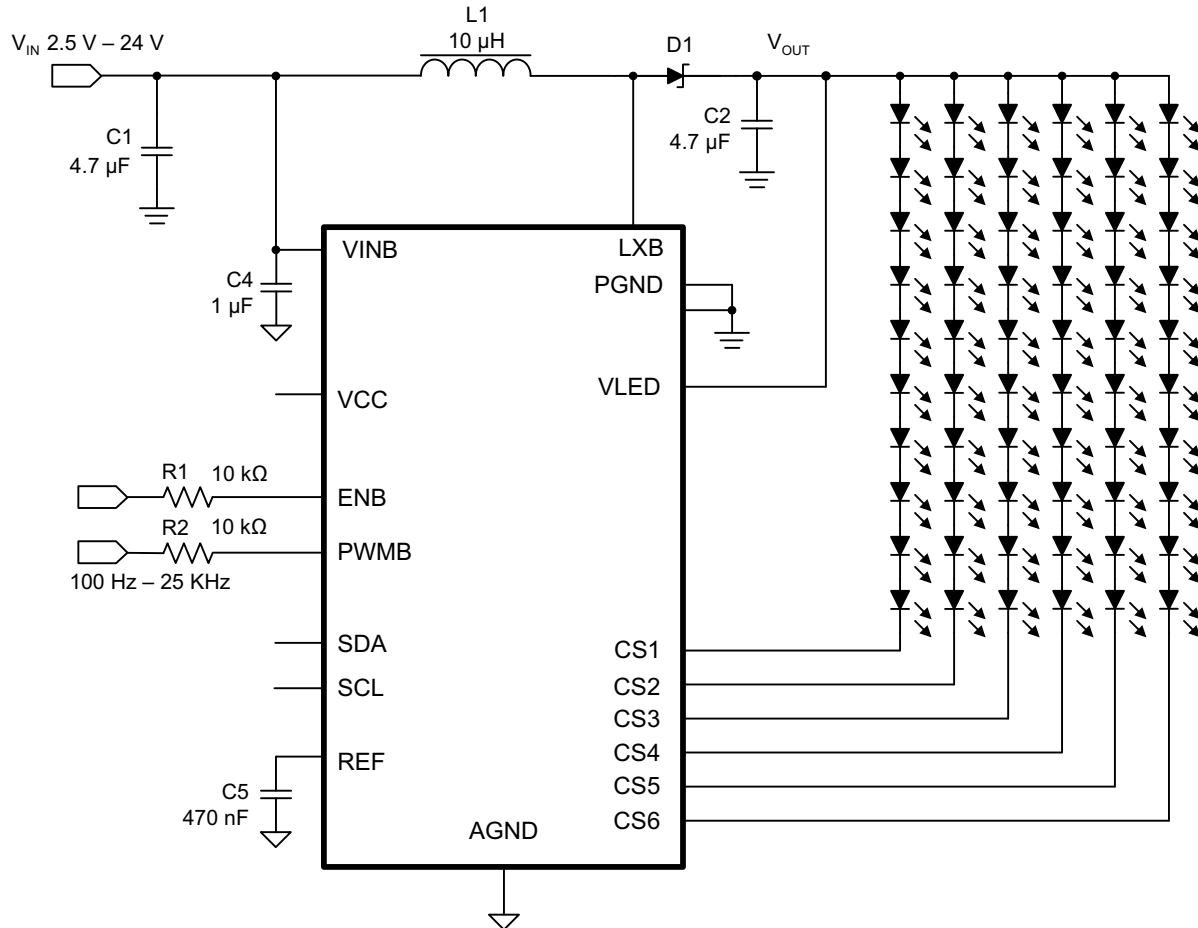 L1
V_IN 2.5 V – 24 V
10 µH
D1
V_OUT
C1
4.7 µF
C2
4.7 µF
VINB
LXB
C4
1 µF
PGND
VCC
VLED
R1 10 kΩ
ENB
R2 10 kΩ
PWMB
100 Hz – 25 KHz
SDA
CS1
SCL
CS2
CS3
REF
CS4
C5
470 nF
CS5
CS6
AGND